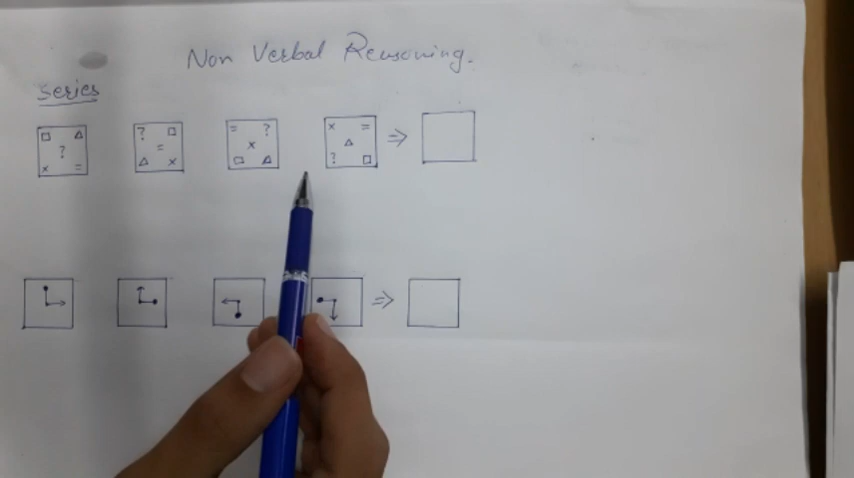 Non Verbal Reasoning.
Series
□ △ ? □ = ? x =
? = x △
x = △ x □ △ ? □